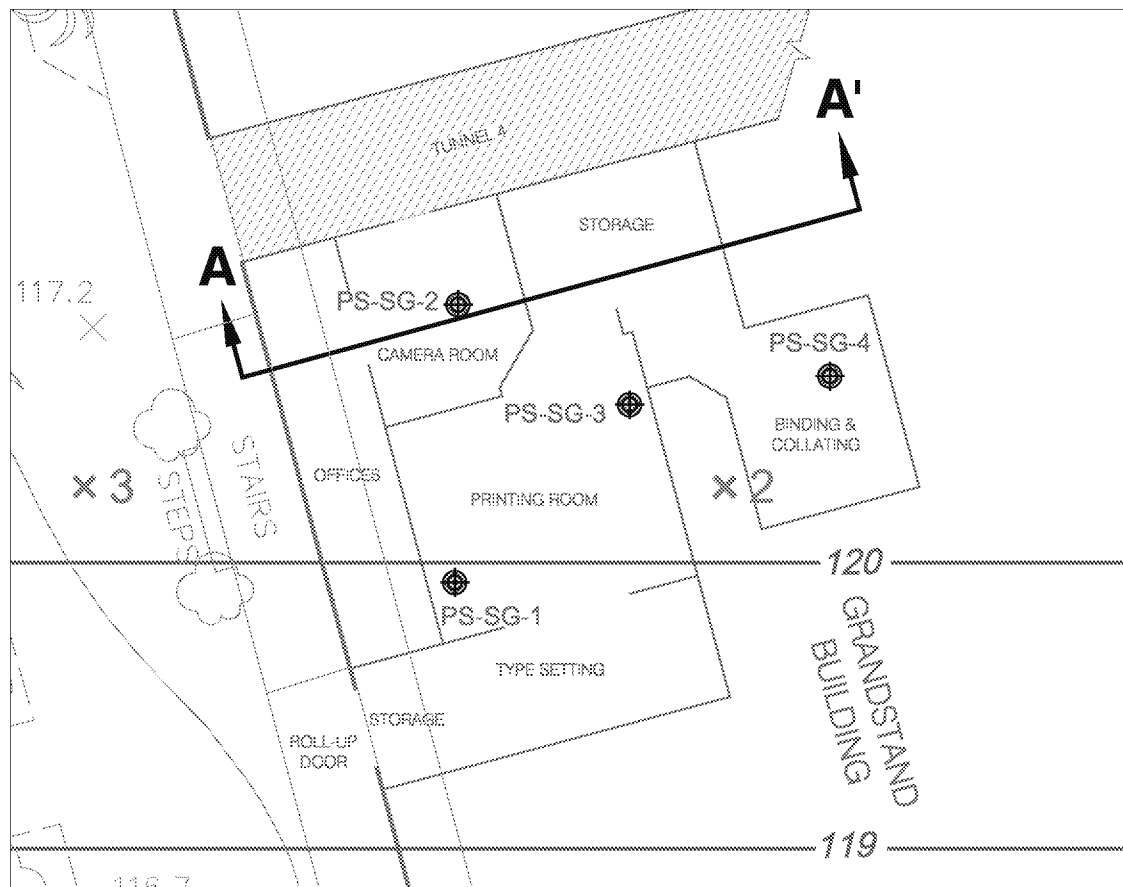 TUNNEL 4
A'
STORAGE
A
117.2
PS-SG-2
CAMERA ROOM
PS-SG-4
PS-SG-3
BINDING &
COLLATING
OFFICES
STAIRS
STEPS
× 3
PRINTING ROOM
× 2
120
PS-SG-1
GRANDSTAND
BUILDING
TYPE SETTING
STORAGE
ROLL-UP
DOOR
119
116.7